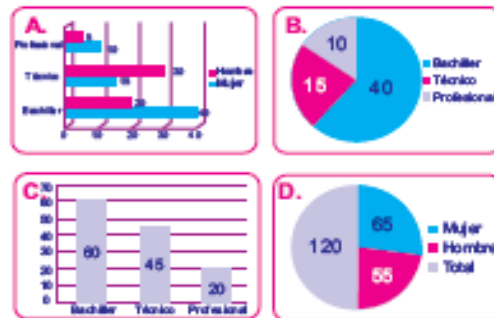 A.
Profesional
5
10
Técnico
30
15
Bachiller
20
40
0 10 20 30 40
Hombre
Mujer
B.
10
15
40
Bachiller
Técnico
Profesional
C.
70
60
50
40
30
20
10
0
60
45
20
Bachiller Técnico Profesional
D.
120
65
55
Mujer
Hombre
Total